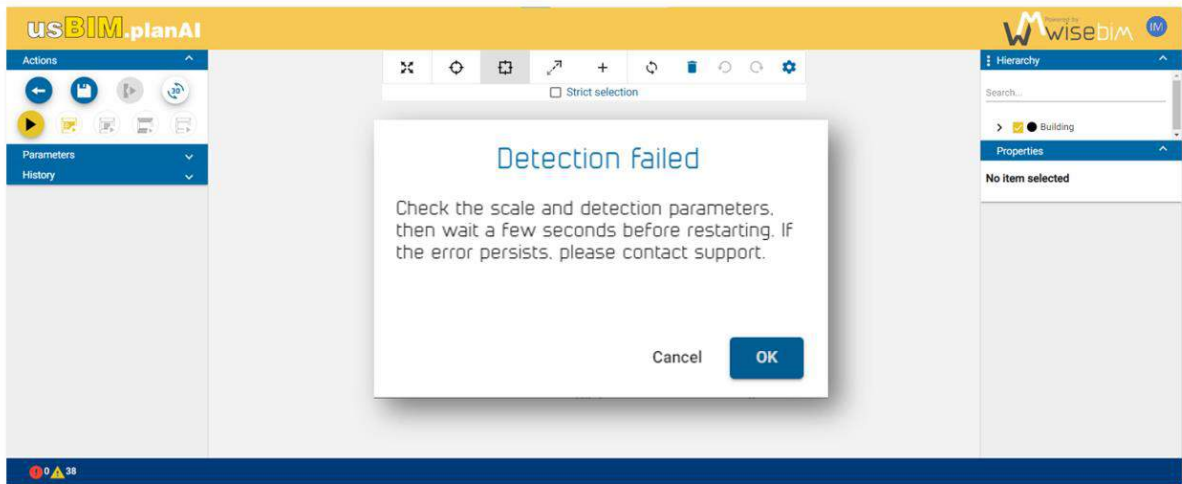 usBIM.planAI
Powered by
wisebim
IM
Actions
2D
Parameters
History
Strict selection
Hierarchy
Search...
Building
Properties
No item selected
Detection failed
Check the scale and detection parameters,
then wait a few seconds before restarting. If
the error persists, please contact support.
Cancel
OK
0
38